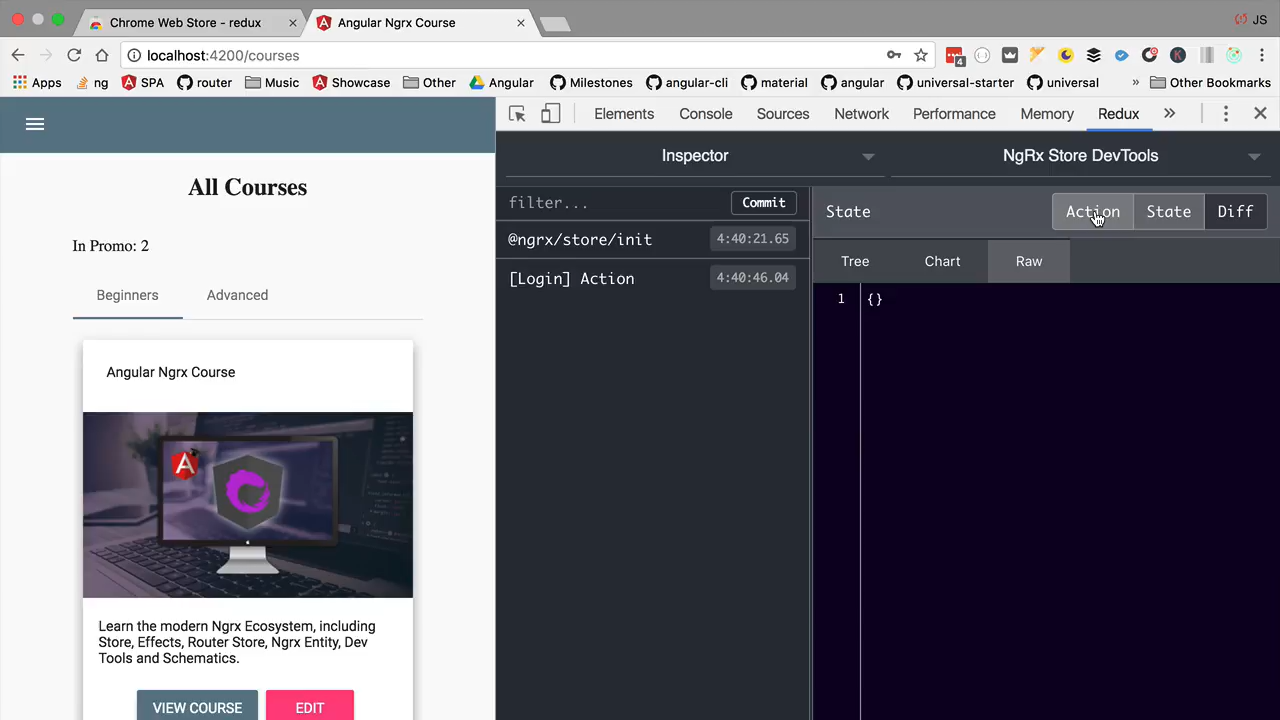 Chrome Web Store - redux
Angular Ngrx Course
JS
localhost:4200/courses
4
Apps
ng
SPA
router
Music
Showcase
Other
Angular
Milestones
angular-cli
material
angular
universal-starter
universal
»
Other Bookmarks
Elements
Console
Sources
Network
Performance
Memory
Redux
»
All Courses
In Promo: 2
Beginners
Advanced
Angular Ngrx Course
A
Learn the modern Ngrx Ecosystem, including
Store, Effects, Router Store, Ngrx Entity, Dev
Tools and Schematics.
VIEW COURSE
EDIT
Inspector
NgRx Store DevTools
filter...
Commit
@ngrx/store/init
4:40:21.65
[Login] Action
4:40:46.04
State
Action
State
Diff
Tree
Chart
Raw
1
{}